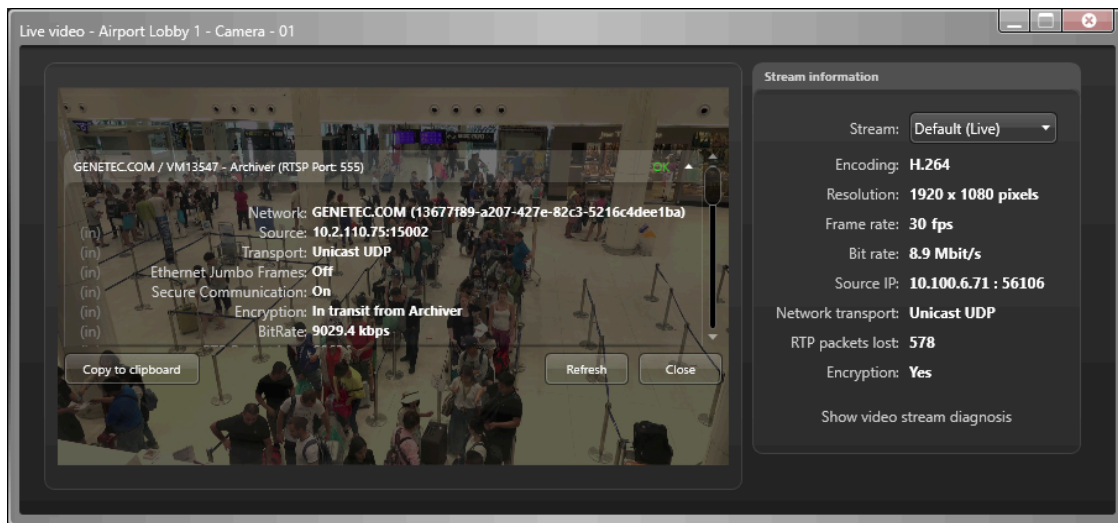 Live video - Airport Lobby 1 - Camera - 01
GENETEC.COM / VM13547 - Archiver (RTSP Port: 555) OK
Network: GENETEC.COM (13677f89-a207-427e-82c3-5216c4dee1ba)
(in) Source: 10.2.110.75:15002
(in) Transport: Unicast UDP
(in) Ethernet Jumbo Frames: Off
(in) Secure Communication: On
(in) Encryption: In transit from Archiver
(in) BitRate: 9029.4 kbps
Copy to clipboard Refresh Close
Stream information
Stream: Default (Live)
Encoding: H.264
Resolution: 1920 x 1080 pixels
Frame rate: 30 fps
Bit rate: 8.9 Mbit/s
Source IP: 10.100.6.71 : 56106
Network transport: Unicast UDP
RTP packets lost: 578
Encryption: Yes
Show video stream diagnosis